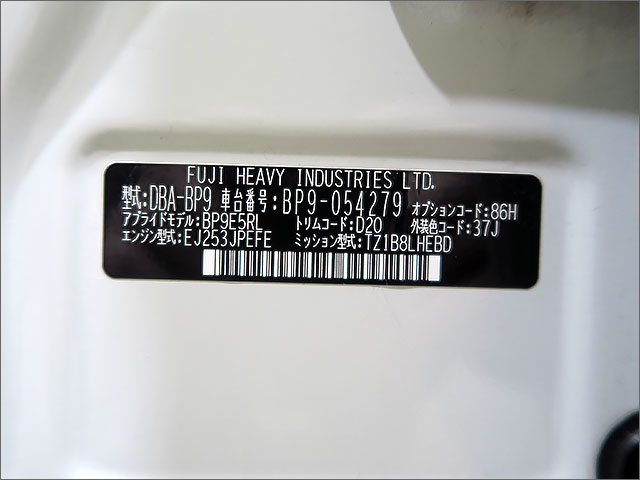 FUJI HEAVY INDUSTRIES LTD.
型式:DBA-BP9 車台番号:BP9-054279 オプションコード:86H
アプライドモデル:BP9E5RL トリムコード:D20 外装色コード:37J
エンジン型式:EJ253JPEFE ミッション型式:TZ1B8LHEBD